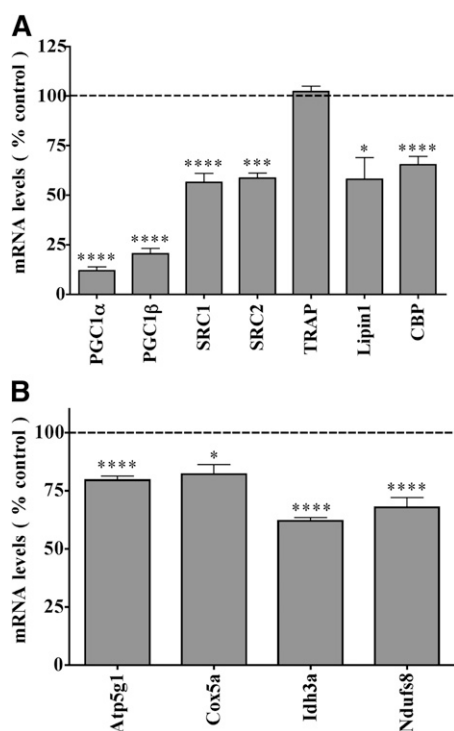 A
mRNA levels ( % control)
125
100
75
50
25
0
****
****
****
***
*
****
PGC1α
PGC1β
SRC1
SRC2
TRAP
Lipin1
CBP
B
mRNA levels ( % control)
100
75
50
25
0
****
*
****
****
Atp5g1
Cox5a
Idh3a
Ndufs8